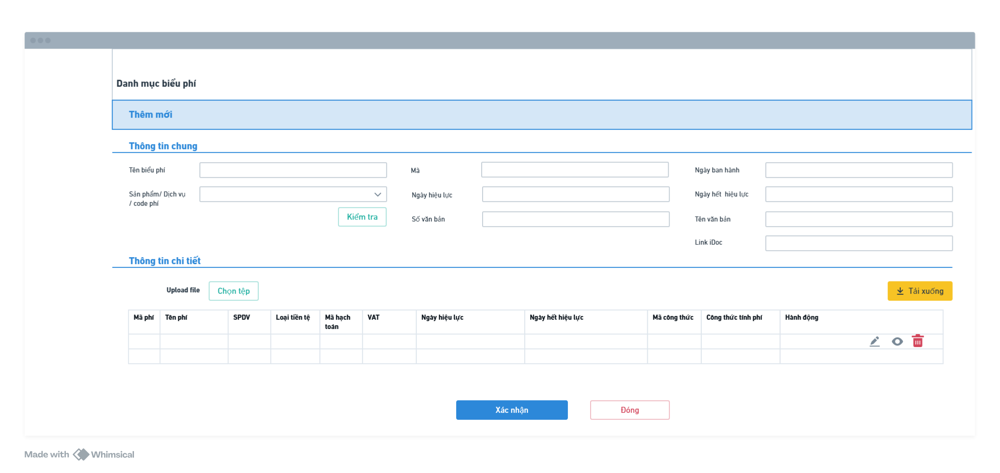 Danh mục biểu phí
Thêm mới
Thông tin chung
Tên biểu phí
Mã
Ngày ban hành
Sản phẩm/ Dịch vụ
/ code phí
Ngày hiệu lực
Ngày hết hiệu lực
Kiểm tra
Số văn bản
Tên văn bản
Link iDoc
Thông tin chi tiết
Upload file
Chọn tệp
Tải xuống
Mã phí
Tên phí
SPDV
Loại tiền tệ
Mã hạch
toán
VAT
Ngày hiệu lực
Ngày hết hiệu lực
Mã công thức
Công thức tính phí
Hành động
Xác nhận
Đóng
Made with Whimsical